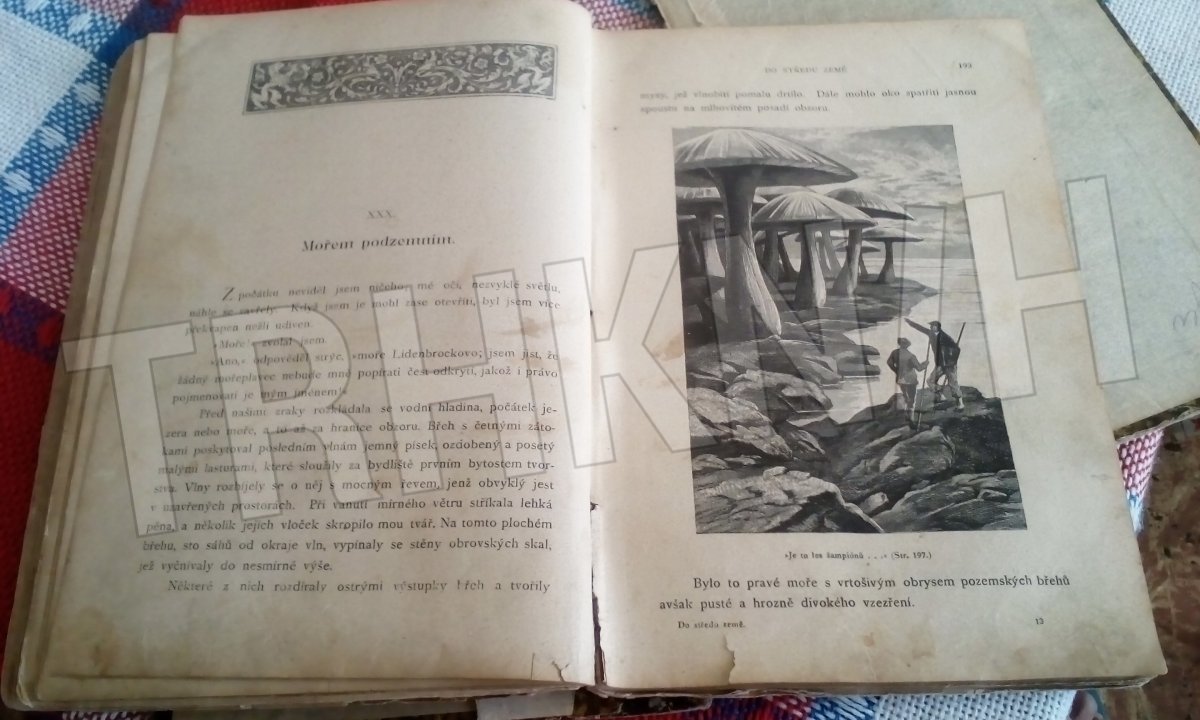 XXX.
Mořem podzemním.
Z počátku neviděl jsem ničeho, mé oči, nezvyklé světlu,
náhle se zavřely. Když jsem je mohl zase otevříti, byl jsem více
překvapen nežli udiven.
»Moře!« zvolal jsem.
»Ano,« odpověděl strýc, »moře Lidenbrockovo; jsem jist, že
žádný mořeplavec nebude mně popírati čest odkrytí, jakož i právo
pojmenovati je mým jménem!«
Před našimi zraky rozkládala se vodní hladina, počátek je-
zera nebo moře, a to až za hranice obzoru. Břeh s četnými záto-
kami poskytoval posledním vlnám jemný písek, ozdobený a posetý
malými lasturami, které sloužily za bydliště prvním bytostem tvor-
stva. Vlny rozbíjely se o něj s mocným řevem, jenž obvyklý jest
v uzavřených prostorách. Při vanutí mírného větru stříkala lehká
pěna, a několik jejich vloček skropilo mou tvář. Na tomto plochém
břehu, sto sáhů od okraje vln, vypínaly se stěny obrovských skal,
jež vyčnívaly do nesmírné výše.
Některé z nich rozdíraly ostrými výstupky břeh a tvořily
DO STŘEDU ZEMĚ
193
mysy, jež vlnobití pomalu drtilo. Dále mohlo oko spatřiti jasnou
spoustu na mlhovitém pozadí obzoru.
»Je to les šampiónů . . .« (Str. 197.)
Bylo to pravé moře s vrtošivým obrysem pozemských břehů
avšak pusté a hrozně divokého vzezření.
Do středu země.
13
TRHKNIH